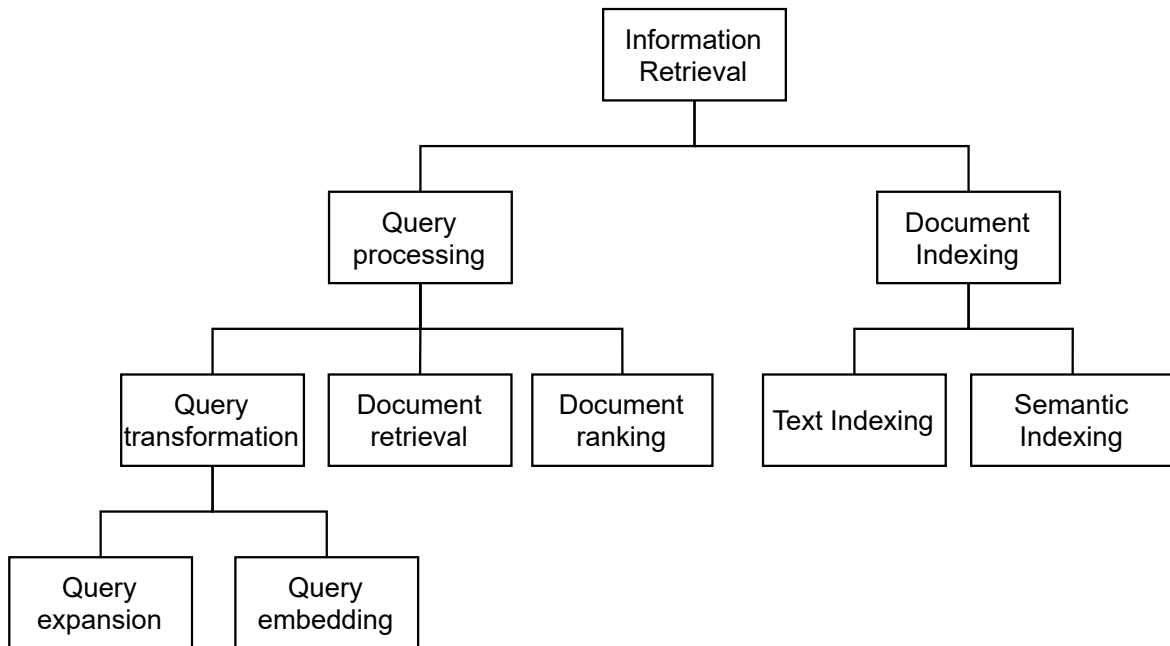 Information
Retrieval
Query
processing
Document
Indexing
Query
transformation
Document
retrieval
Document
ranking
Text Indexing
Semantic
Indexing
Query
expansion
Query
embedding